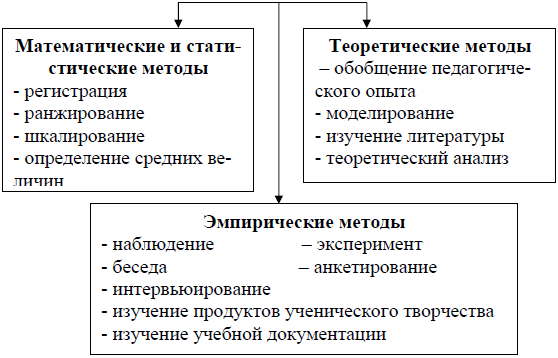 Математические и стати-
стические методы
- регистрация
- ранжирование
- шкалирование
- определение средних ве-
личин
Теоретические методы
– обобщение педагогиче-
ского опыта
- моделирование
- изучение литературы
- теоретический анализ
Эмпирические методы
- наблюдение – эксперимент
- беседа – анкетирование
- интервьюирование
- изучение продуктов ученического творчества
- изучение учебной документации